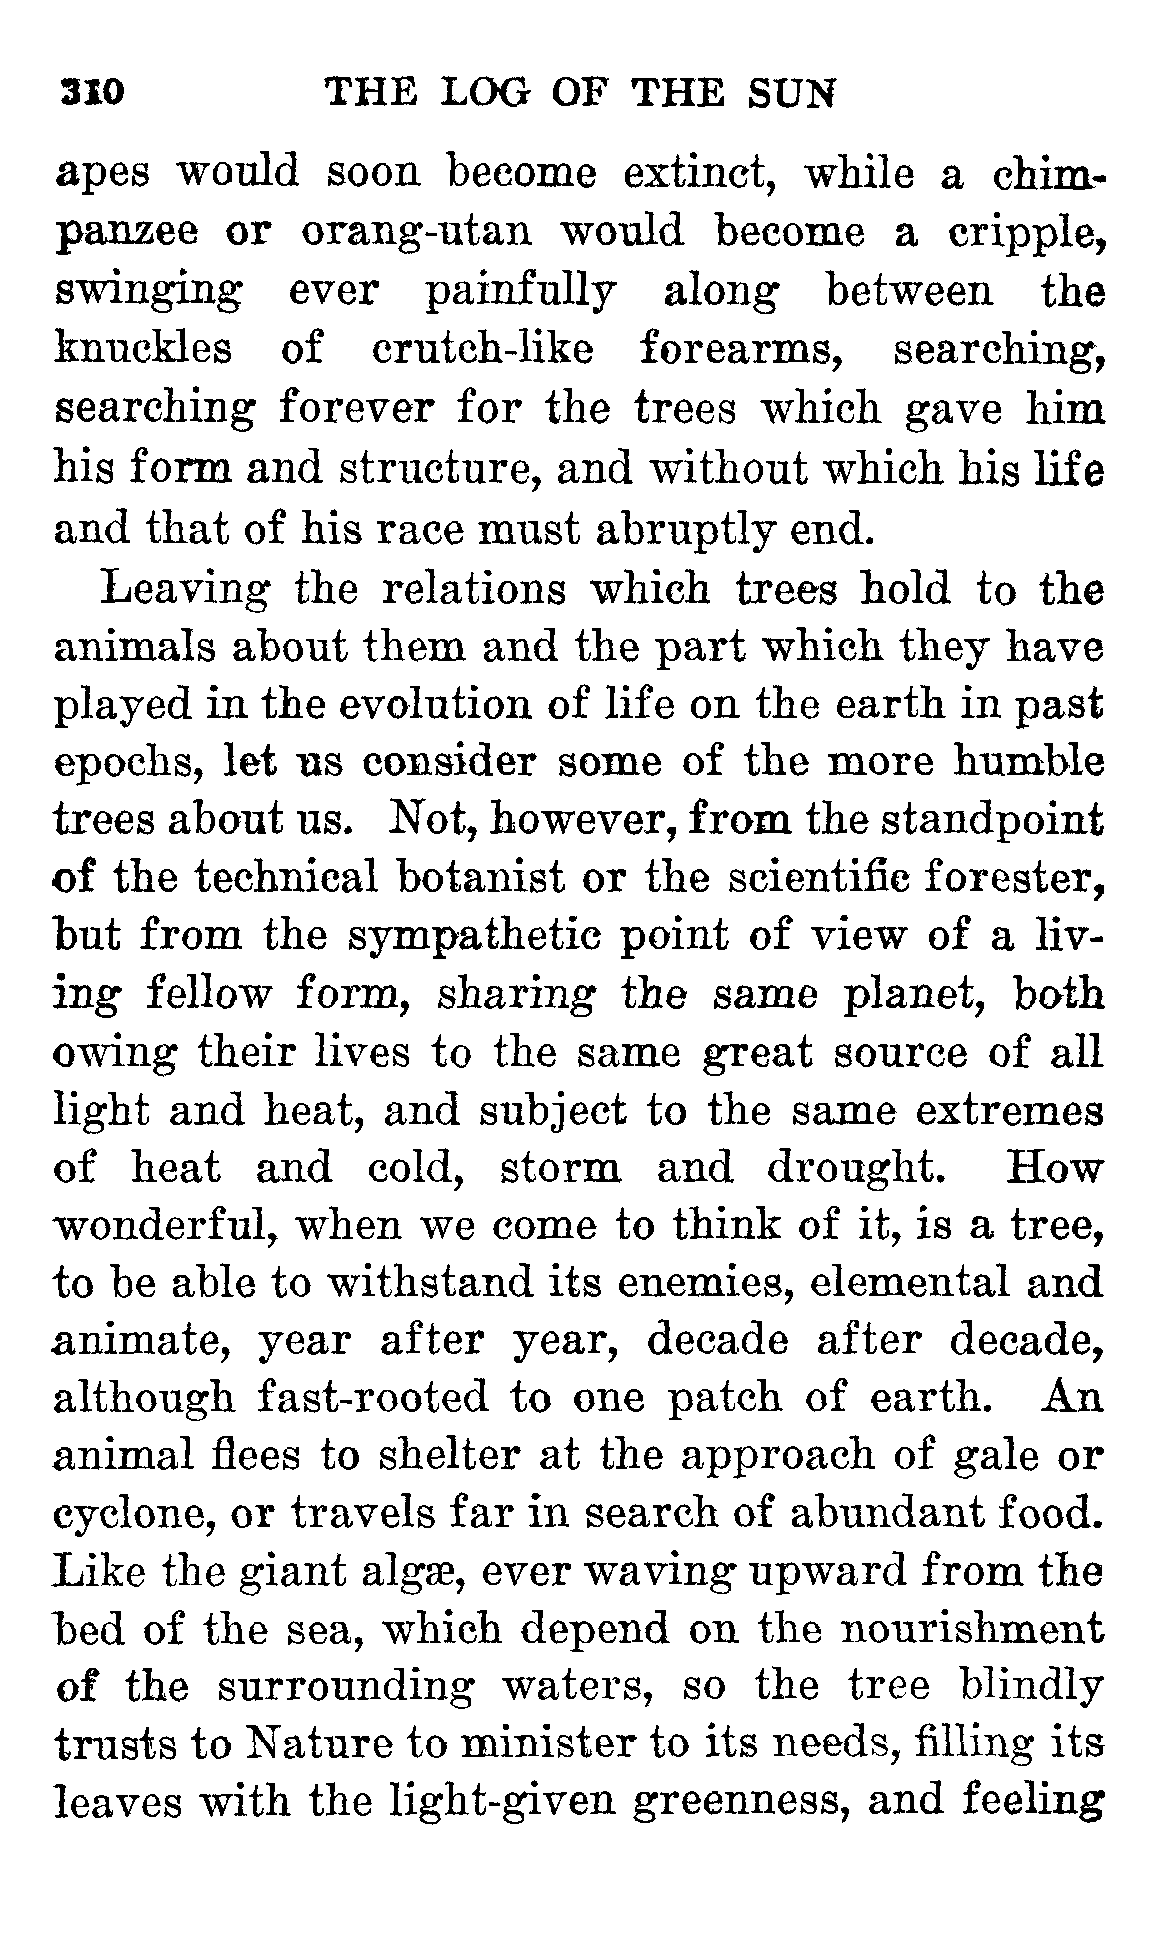 310 THE LOG OF THE SUN
apes would soon become extinct, while a chim-
panzee or orang-utan would become a cripple,
swinging ever painfully along between the
knuckles of crutch-like forearms, searching,
searching forever for the trees which gave him
his form and structure, and without which his life
and that of his race must abruptly end.
Leaving the relations which trees hold to the
animals about them and the part which they have
played in the evolution of life on the earth in past
epochs, let us consider some of the more humble
trees about us. Not, however, from the standpoint
of the technical botanist or the scientific forester,
but from the sympathetic point of view of a liv-
ing fellow form, sharing the same planet, both
owing their lives to the same great source of all
light and heat, and subject to the same extremes
of heat and cold, storm and drought. How
wonderful, when we come to think of it, is a tree,
to be able to withstand its enemies, elemental and
animate, year after year, decade after decade,
although fast-rooted to one patch of earth. An
animal flees to shelter at the approach of gale or
cyclone, or travels far in search of abundant food.
Like the giant algæ, ever waving upward from the
bed of the sea, which depend on the nourishment
of the surrounding waters, so the tree blindly
trusts to Nature to minister to its needs, filling its
leaves with the light-given greenness, and feeling